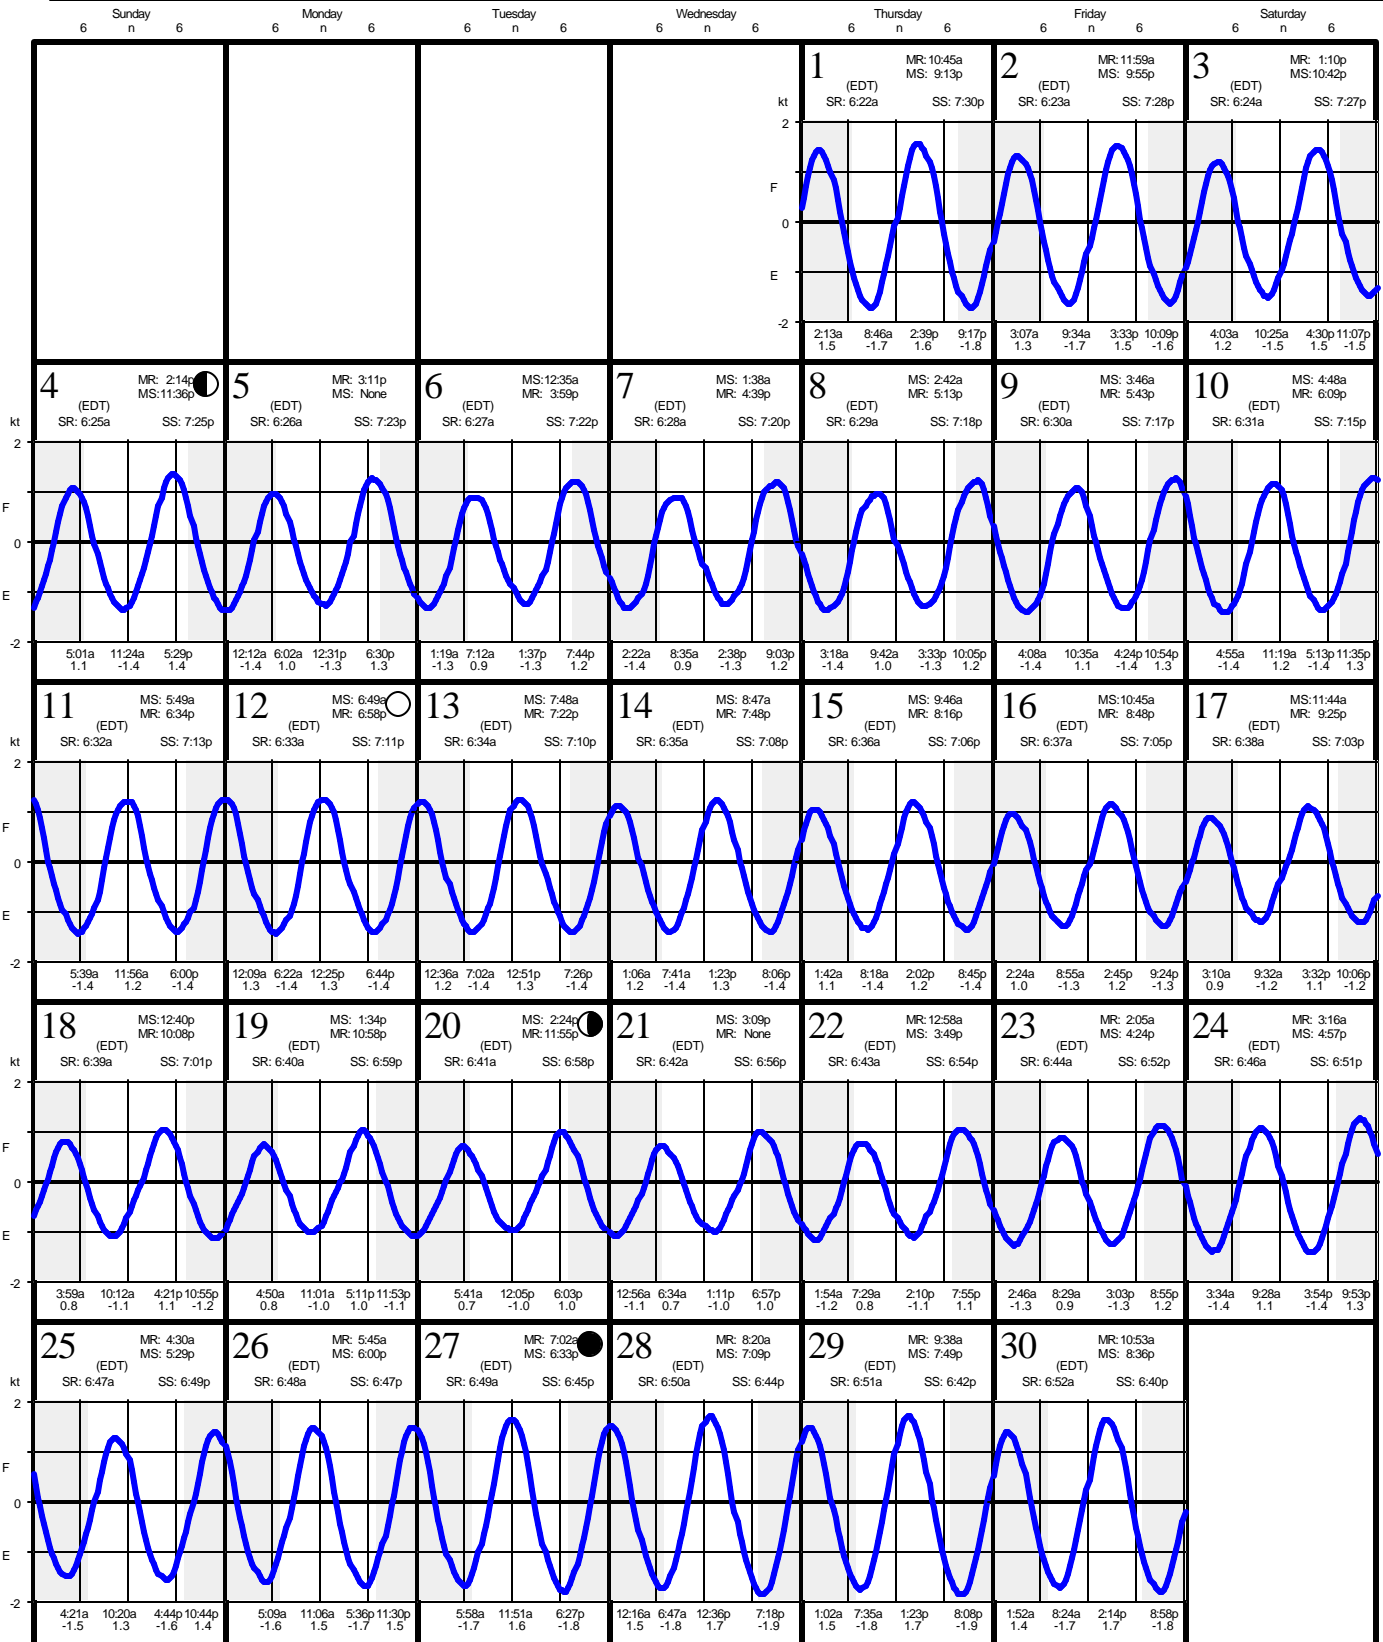 Sunday Monday Tuesday Wednesday Thursday Friday Saturday
6 n 6 6 n 6 6 n 6 6 n 6 6 n 6 6 n 6 6 n 6
1 MR:10:45a 2 MR:11:59a 3 MR: 1:10p
MS: 9:13p MS: 9:55p MS:10:42p
(EDT) (EDT) (EDT)
kt SR: 6:22a SS: 7:30p SR: 6:23a SS: 7:28p SR: 6:24a SS: 7:27p
2
F
0
E
-2
2:13a 8:46a 2:39p 9:17p 3:07a 9:34a 3:33p 10:09p 4:03a 10:25a 4:30p 11:07p
1.5 -1.7 1.6 -1.8 1.3 -1.7 1.5 -1.6 1.2 -1.5 1.5 -1.5
4 MR: 2:14p 5 MR: 3:11p 6 MS:12:35a 7 MS: 1:38a 8 MS: 2:42a 9 MS: 3:46a 10 MS: 4:48a
MS:11:36p MS: None MR: 3:59p MR: 4:39p MR: 5:13p MR: 5:43p MR: 6:09p
(EDT) (EDT) (EDT) (EDT) (EDT) (EDT) (EDT)
kt SR: 6:25a SS: 7:25p SR: 6:26a SS: 7:23p SR: 6:27a SS: 7:22p SR: 6:28a SS: 7:20p SR: 6:29a SS: 7:18p SR: 6:30a SS: 7:17p SR: 6:31a SS: 7:15p
2
F
0
E
-2
5:01a 11:24a 5:29p 12:12a 6:02a 12:31p 6:30p 1:19a 7:12a 1:37p 7:44p 2:22a 8:35a 2:38p 9:03p 3:18a 9:42a 3:33p 10:05p 4:08a 10:35a 4:24p 10:54p 4:55a 11:19a 5:13p 11:35p
1.1 -1.4 1.4 -1.4 1.0 -1.3 1.3 -1.3 0.9 -1.3 1.2 -1.4 0.9 -1.3 1.2 -1.4 1.0 -1.3 1.2 -1.4 1.1 -1.4 1.3 -1.4 1.2 -1.4 1.3
11 MS: 5:49a 12 MS: 6:49a 13 MS: 7:48a 14 MS: 8:47a 15 MS: 9:46a 16 MS:10:45a 17 MS:11:44a
MR: 6:34p MR: 6:58p MR: 7:22p MR: 7:48p MR: 8:16p MR: 8:48p MR: 9:25p
(EDT) (EDT) (EDT) (EDT) (EDT) (EDT) (EDT)
kt SR: 6:32a SS: 7:13p SR: 6:33a SS: 7:11p SR: 6:34a SS: 7:10p SR: 6:35a SS: 7:08p SR: 6:36a SS: 7:06p SR: 6:37a SS: 7:05p SR: 6:38a SS: 7:03p
2
F
0
E
-2
5:39a 11:56a 6:00p 12:09a 6:22a 12:25p 6:44p 12:36a 7:02a 12:51p 7:26p 1:06a 7:41a 1:23p 8:06p 1:42a 8:18a 2:02p 8:45p 2:24a 8:55a 2:45p 9:24p 3:10a 9:32a 3:32p 10:06p
-1.4 1.2 -1.4 1.3 -1.4 1.3 -1.4 1.2 -1.4 1.3 -1.4 1.2 -1.4 1.2 -1.4 1.1 -1.4 1.2 -1.4 1.0 -1.3 1.2 -1.3 0.9 -1.2 1.1 -1.2
18 MS:12:40p 19 MS: 1:34p 20 MS: 2:24p 21 MS: 3:09p 22 MR:12:58a 23 MR: 2:05a 24 MR: 3:16a
MR:10:08p MR:10:58p MR:11:55p MR: None MS: 3:49p MS: 4:24p MS: 4:57p
(EDT) (EDT) (EDT) (EDT) (EDT) (EDT) (EDT)
kt SR: 6:39a SS: 7:01p SR: 6:40a SS: 6:59p SR: 6:41a SS: 6:58p SR: 6:42a SS: 6:56p SR: 6:43a SS: 6:54p SR: 6:44a SS: 6:52p SR: 6:46a SS: 6:51p
2
F
0
E
-2
3:59a 10:12a 4:21p 10:55p 4:50a 11:01a 5:11p 11:53p 5:41a 12:05p 6:03p 12:56a 6:34a 1:11p 6:57p 1:54a 7:29a 2:10p 7:55p 2:46a 8:29a 3:03p 8:55p 3:34a 9:28a 3:54p 9:53p
0.8 -1.1 1.1 -1.2 0.8 -1.0 1.0 -1.1 0.7 -1.0 1.0 -1.1 0.7 -1.0 1.0 -1.2 0.8 -1.1 1.1 -1.3 0.9 -1.3 1.2 -1.4 1.1 -1.4 1.3
25 MR: 4:30a 26 MR: 5:45a 27 MR: 7:02a 28 MR: 8:20a 29 MR: 9:38a 30 MR:10:53a
MS: 5:29p MS: 6:00p MS: 6:33p MS: 7:09p MS: 7:49p MS: 8:36p
(EDT) (EDT) (EDT) (EDT) (EDT) (EDT)
kt SR: 6:47a SS: 6:49p SR: 6:48a SS: 6:47p SR: 6:49a SS: 6:45p SR: 6:50a SS: 6:44p SR: 6:51a SS: 6:42p SR: 6:52a SS: 6:40p
2
F
0
E
-2
4:21a 10:20a 4:44p 10:44p 5:09a 11:06a 5:36p 11:30p 5:58a 11:51a 6:27p 12:16a 6:47a 12:36p 7:18p 1:02a 7:35a 1:23p 8:08p 1:52a 8:24a 2:14p 8:58p
-1.5 1.3 -1.6 1.4 -1.6 1.5 -1.7 1.5 -1.7 1.6 -1.8 1.5 -1.8 1.7 -1.9 1.5 -1.8 1.7 -1.9 1.4 -1.7 1.7 -1.8